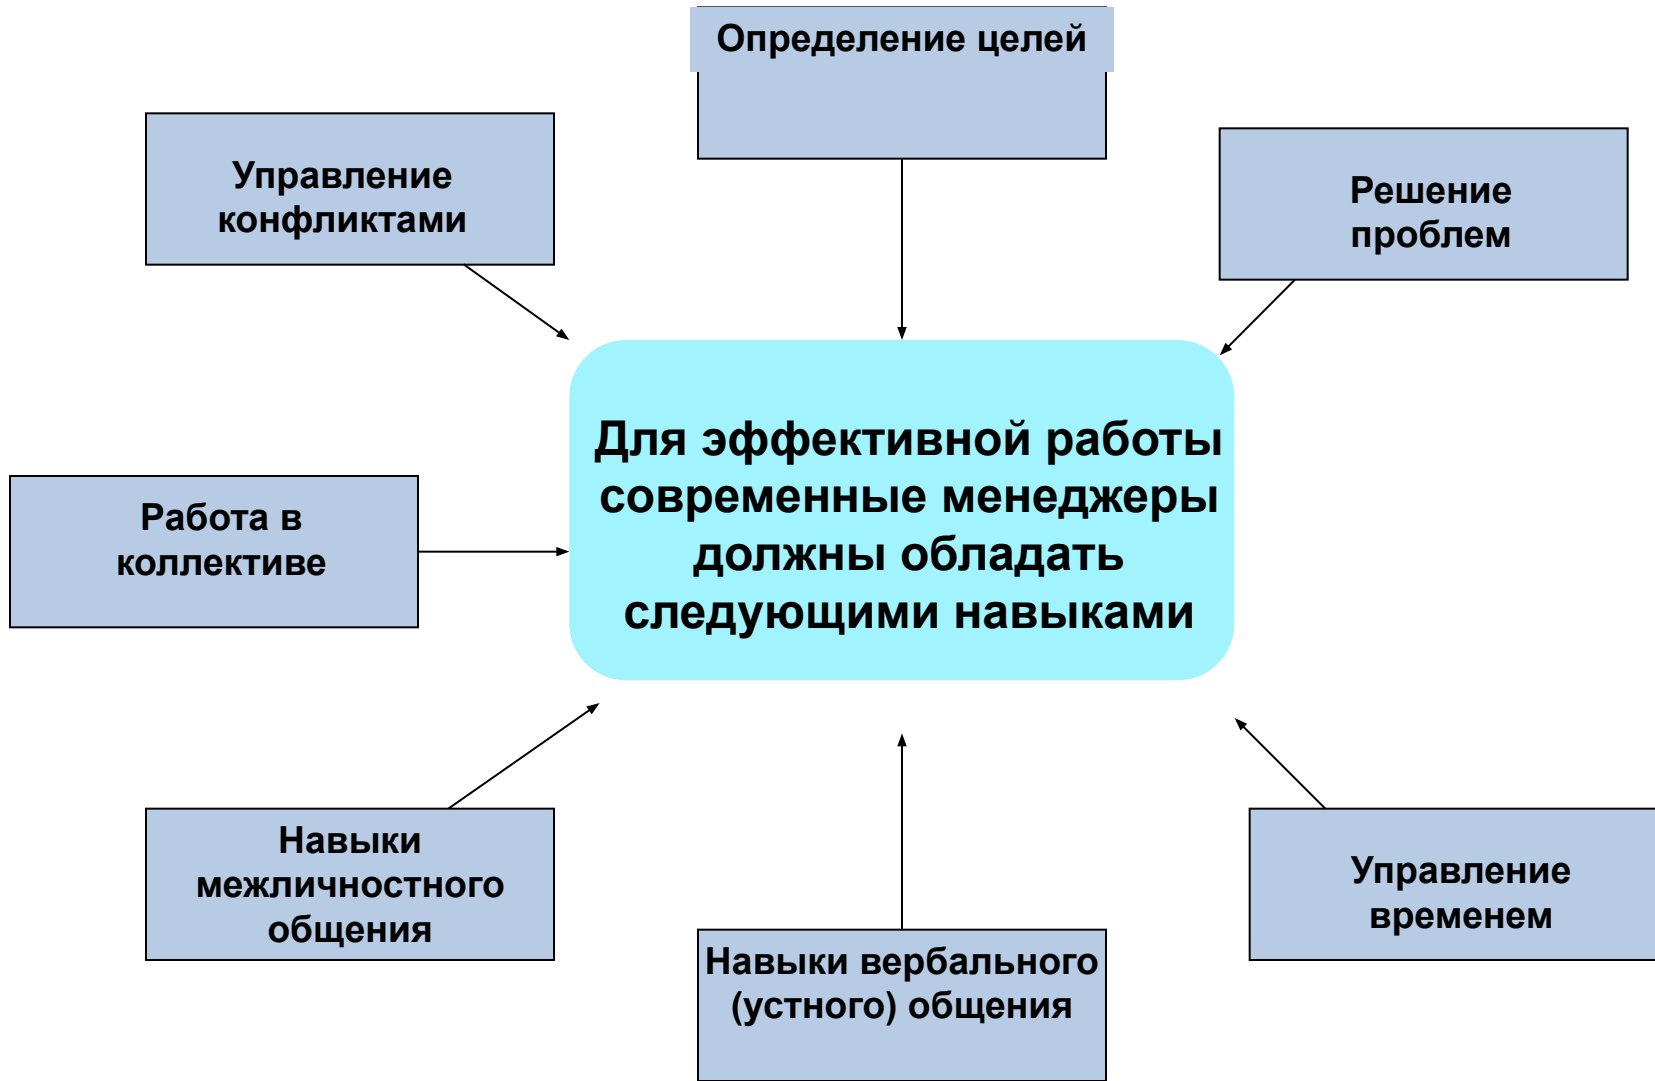 Определение целей
Управление
конфликтами
Решение
проблем
Для эффективной работы
современные менеджеры
должны обладать
следующими навыками
Работа в
коллективе
Навыки
межличностного
общения
Управление
временем
Навыки вербального
(устного) общения